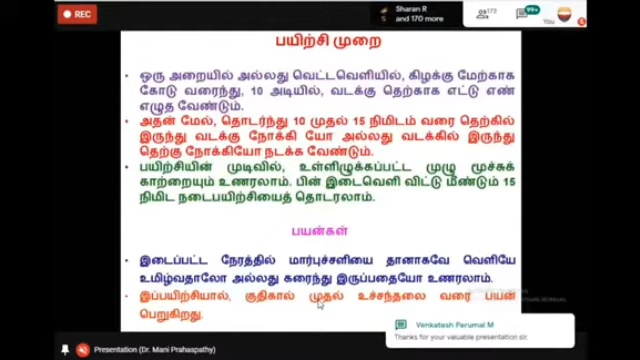 REC
Sharan R
and 170 more
172
99+
You
பயிற்சி முறை
• ஒரு அறையில் அல்லது வெட்டவெளியில், கிழக்கு மேற்காக
கோடு வரைந்து, 10 அடியில், வடக்கு தெற்காக எட்டு எண்
எழுத வேண்டும்.
• அதன் மேல், தொடர்ந்து 10 முதல் 15 நிமிடம் வரை தெற்கில்
இருந்து வடக்கு நோக்கி யோ அல்லது வடக்கில் இருந்து
தெற்கு நோக்கியோ நடக்க வேண்டும்.
• பயிற்சியின் முடிவில், உள்ளிழுக்கப்பட்ட முழு மூச்சுக்
காற்றையும் உணரலாம். பின் இடைவெளி விட்டு மீண்டும் 15
நிமிட நடைபயிற்சியைத் தொடரலாம்.
பயன்கள்
• இடைப்பட்ட நேரத்தில் மார்புச்சளியை தானாகவே வெளியே
உமிழ்வதாலோ அல்லது கரைந்து இருப்பதையோ உணரலாம்.
• இப்பயிற்சியால், குதிகால் முதல் உச்சந்தலை வரை பயன்
பெறுகிறது.
Venkatesh Perumal M
Thanks for your valuable presentation sir.
Presentation (Dr. Mani Prahaspathy)